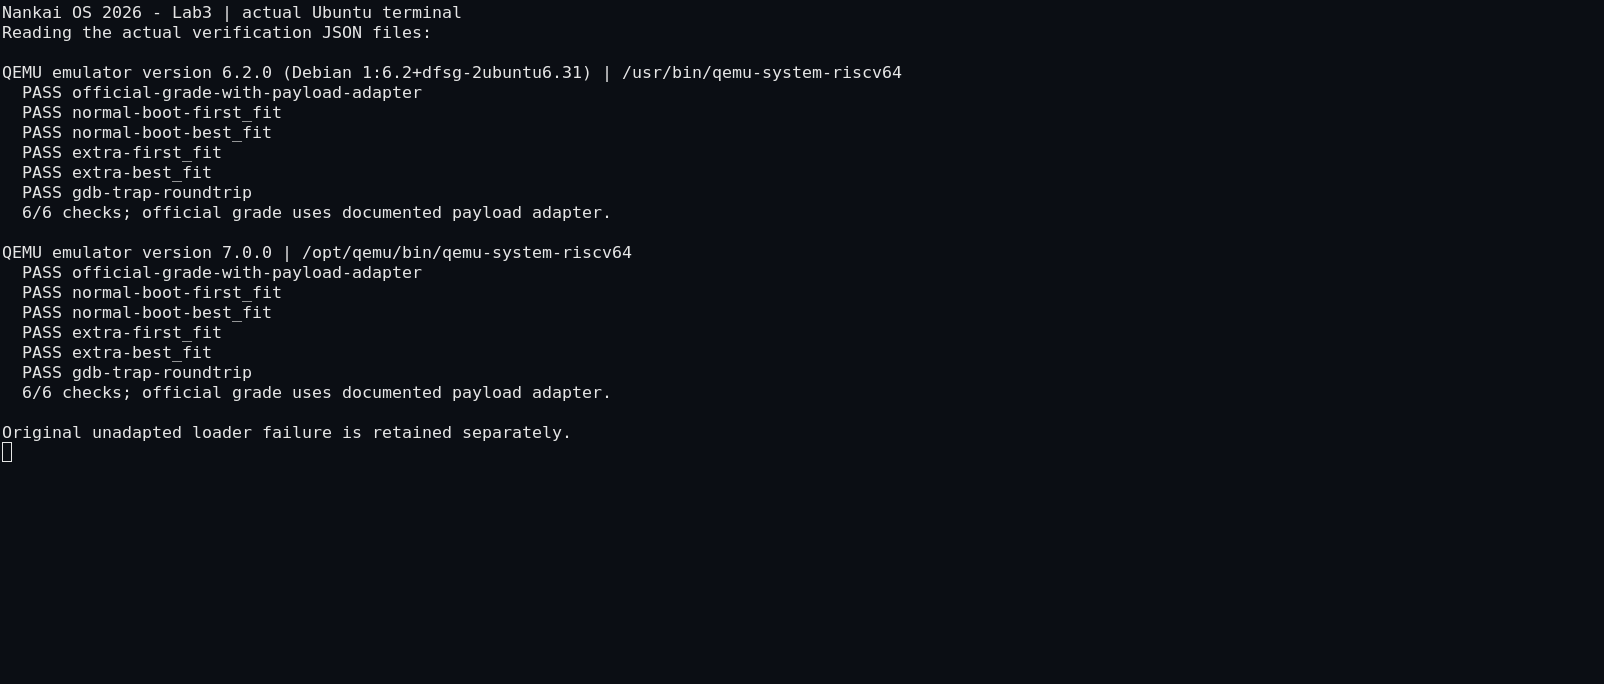 Nankai OS 2026 - Lab3 | actual Ubuntu terminal
Reading the actual verification JSON files:
QEMU emulator version 6.2.0 (Debian 1:6.2+dfsg-2ubuntu6.31) | /usr/bin/qemu-system-riscv64
PASS official-grade-with-payload-adapter
PASS normal-boot-first_fit
PASS normal-boot-best_fit
PASS extra-first_fit
PASS extra-best_fit
PASS gdb-trap-roundtrip
6/6 checks; official grade uses documented payload adapter.
QEMU emulator version 7.0.0 | /opt/qemu/bin/qemu-system-riscv64
PASS official-grade-with-payload-adapter
PASS normal-boot-first_fit
PASS normal-boot-best_fit
PASS extra-first_fit
PASS extra-best_fit
PASS gdb-trap-roundtrip
6/6 checks; official grade uses documented payload adapter.
Original unadapted loader failure is retained separately.